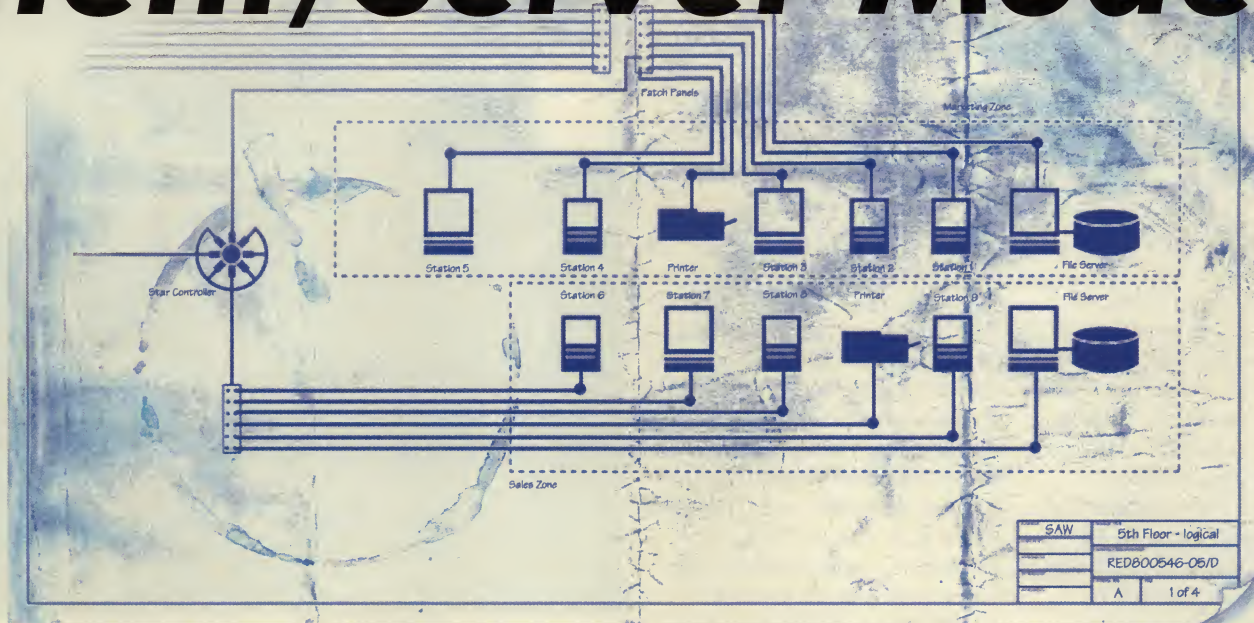 Server Mode
Patch Panels
Marketing Zone
Station 5
Station 4
Printer
Station 3
Station 2
Station 1
File Server
Star Controller
Station 6
Station 7
Station 8
Printer
Station 9
File Server
Sales Zone
SAW
5th Floor - logical
RED800546-05/D
A
1 of 4